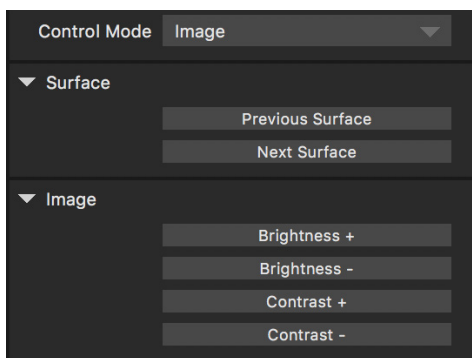 Control Mode Image
Surface
Previous Surface
Next Surface
Image
Brightness +
Brightness -
Contrast +
Contrast -